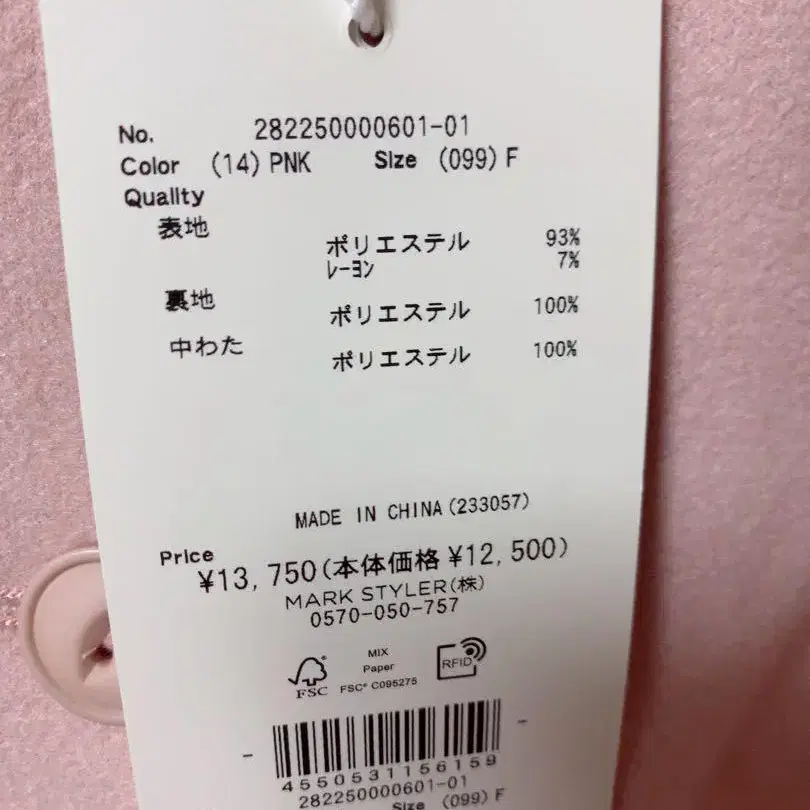 No. 282250000601-01
Color (14) PNK Size (099) F
Quality
表地
ポリエステル 93%
レーヨン 7%
裏地 ポリエステル 100%
中わた ポリエステル 100%
MADE IN CHINA (233057)
Price
¥13,750(本体価格 ¥12,500)
MARK STYLER(株)
0570-050-757
FSC
MIX
Paper
FSC® C095275
RFID
4550531156159
282250000601-01
Size (099) F